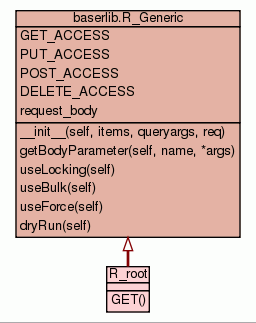 baserlib.R_Generic
GET_ACCESS
PUT_ACCESS
POST_ACCESS
DELETE_ACCESS
request_body
__init__(self, items, queryargs, req)
getBodyParameter(self, name, *args)
useLocking(self)
useBulk(self)
useForce(self)
dryRun(self)
R_root
GET()